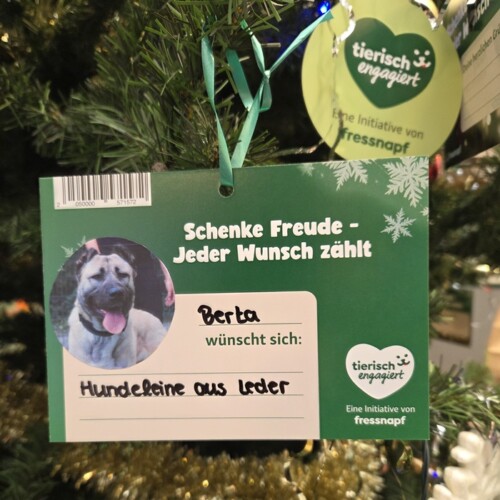 tierisch
engagiert
Eine Initiative von
fressnapf
Schenke Freude -
Jeder Wunsch zählt
Berta
wünscht sich:
Hundeleine aus Leder
tierisch
engagiert
Eine Initiative von
fressnapf